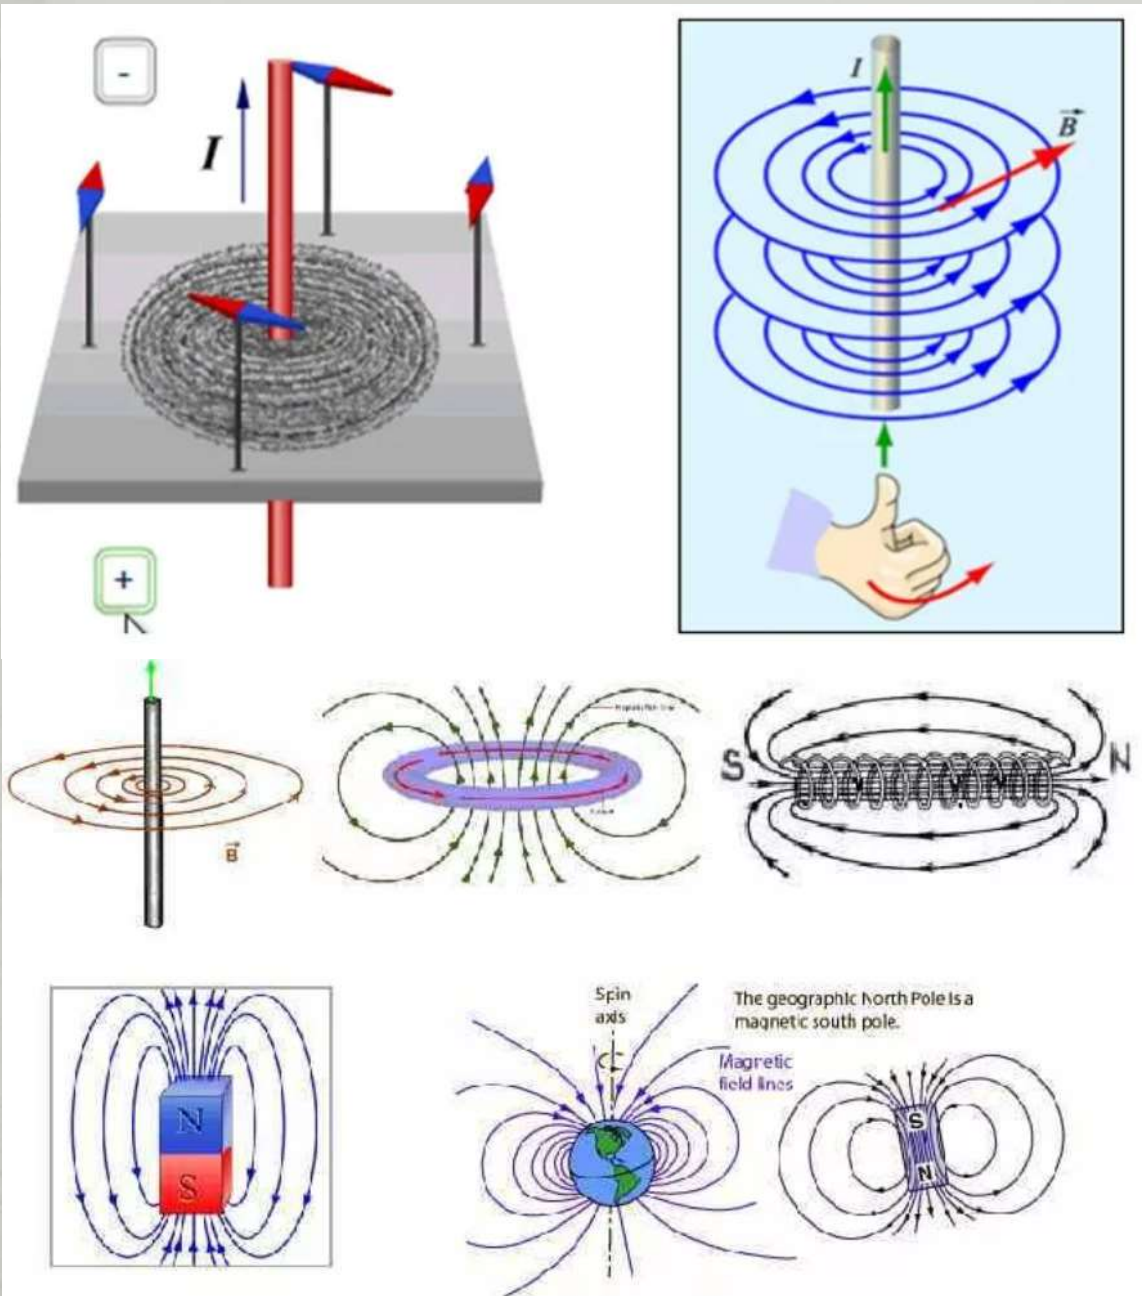 -
I
+
I
B
B
S
N
N
S
Spin
axis
The geographic North Pole is a
magnetic south pole.
Magnetic
field lines
S
N